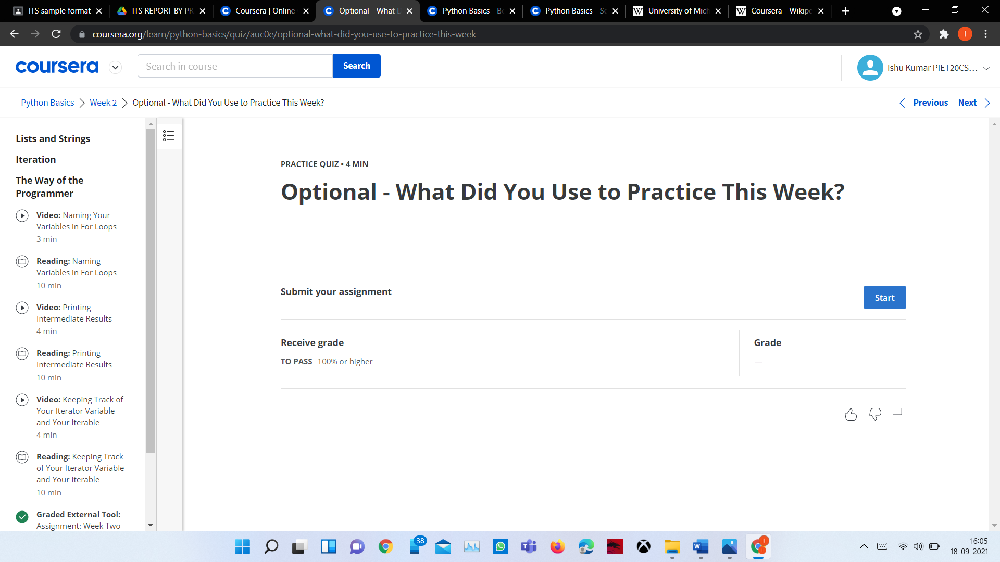 ITS sample format
ITS REPORT BY PR
Coursera | Online
Optional - What D
Python Basics - Bo
Python Basics - Se
University of Mich
Coursera - Wikipe
coursera.org/learn/python-basics/quiz/auc0e/optional-what-did-you-use-to-practice-this-week
I
coursera
Search in course
Search
Ishu Kumar PIET20CS...
Python Basics
Week 2
Optional - What Did You Use to Practice This Week?
Previous
Next
Lists and Strings
Iteration
The Way of the
Programmer
Video: Naming Your
Variables in For Loops
3 min
Reading: Naming
Variables in For Loops
10 min
Video: Printing
Intermediate Results
4 min
Reading: Printing
Intermediate Results
10 min
Video: Keeping Track of
Your Iterator Variable
and Your Iterable
4 min
Reading: Keeping Track
of Your Iterator Variable
and Your Iterable
10 min
Graded External Tool:
Assignment: Week Two
PRACTICE QUIZ • 4 MIN
Optional - What Did You Use to Practice This Week?
Submit your assignment
Start
Receive grade
TO PASS 100% or higher
Grade
—
38
16:05
18-09-2021